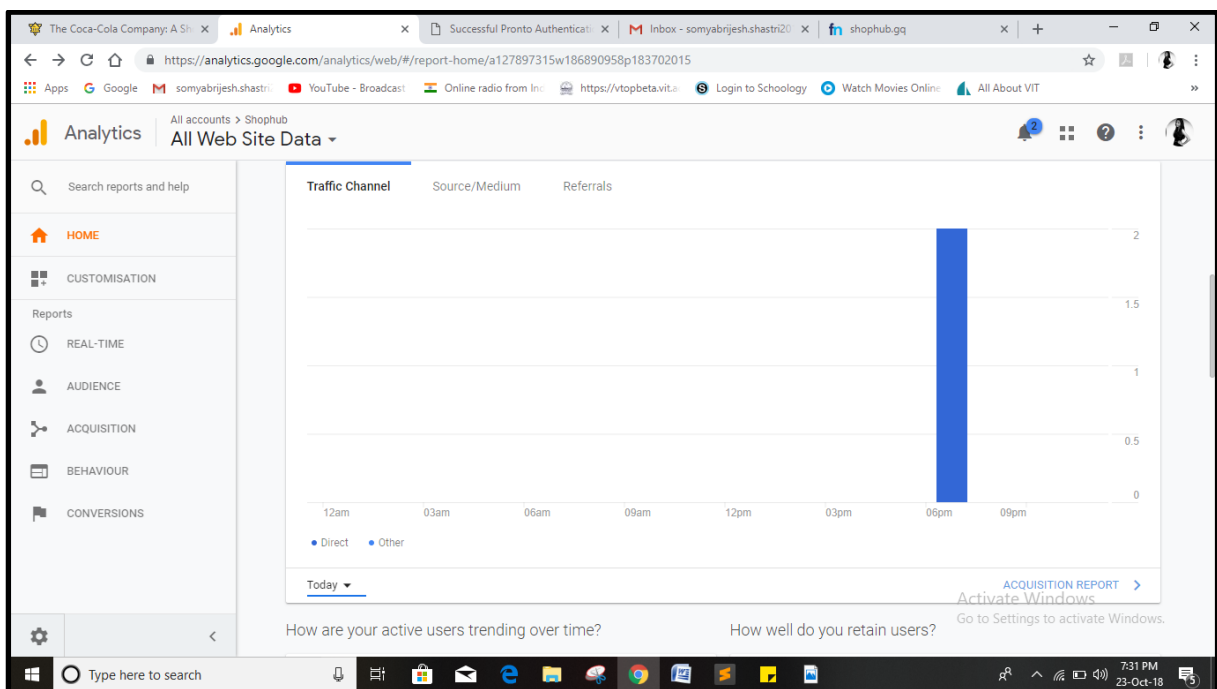 The Coca-Cola Company: A Sh
Analytics
Successful Pronto Authenticati
Inbox - somyabrijesh.shastri20
fn shophub.gq
https://analytics.google.com/analytics/web/#/report-home/a127897315w186890958p183702015
Apps
Google
somyabrijesh.shastri
YouTube - Broadcast
Online radio from In
https://vtopbeta.vit.a
Login to Schoology
Watch Movies Online
All About VIT
»
Analytics
All accounts > Shophub
All Web Site Data
2
Search reports and help
HOME
CUSTOMISATION
Reports
REAL-TIME
AUDIENCE
ACQUISITION
BEHAVIOUR
CONVERSIONS
Traffic Channel
Source/Medium
Referrals
2
1.5
1
0.5
0
12am 03am 06am 09am 12pm 03pm 06pm 09pm
Direct Other
Today
ACQUISITION REPORT
Activate Windows
Go to Settings to activate Windows.
How are your active users trending over time?
How well do you retain users?
Type here to search
7:31 PM
23-Oct-18
5